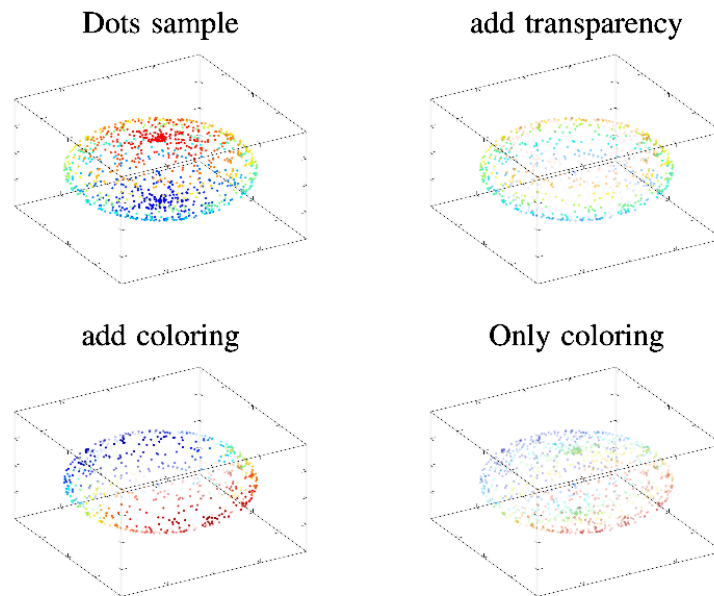 Dots sample
add transparency
add coloring
Only coloring